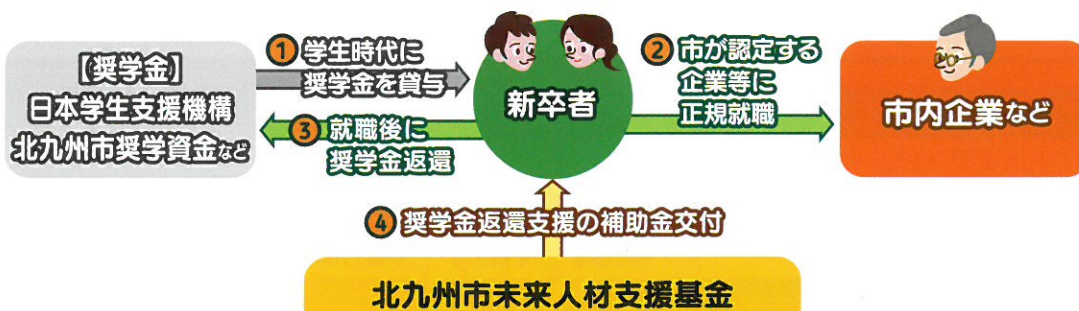 【奨学金】
日本学生支援機構
北九州市奨学資金など
① 学生時代に
奨学金を貸与
③ 就職後に
奨学金返還
新卒者
② 市が認定する
企業等に
正規就職
市内企業など
④ 奨学金返還支援の補助金交付
北九州市未来人材支援基金